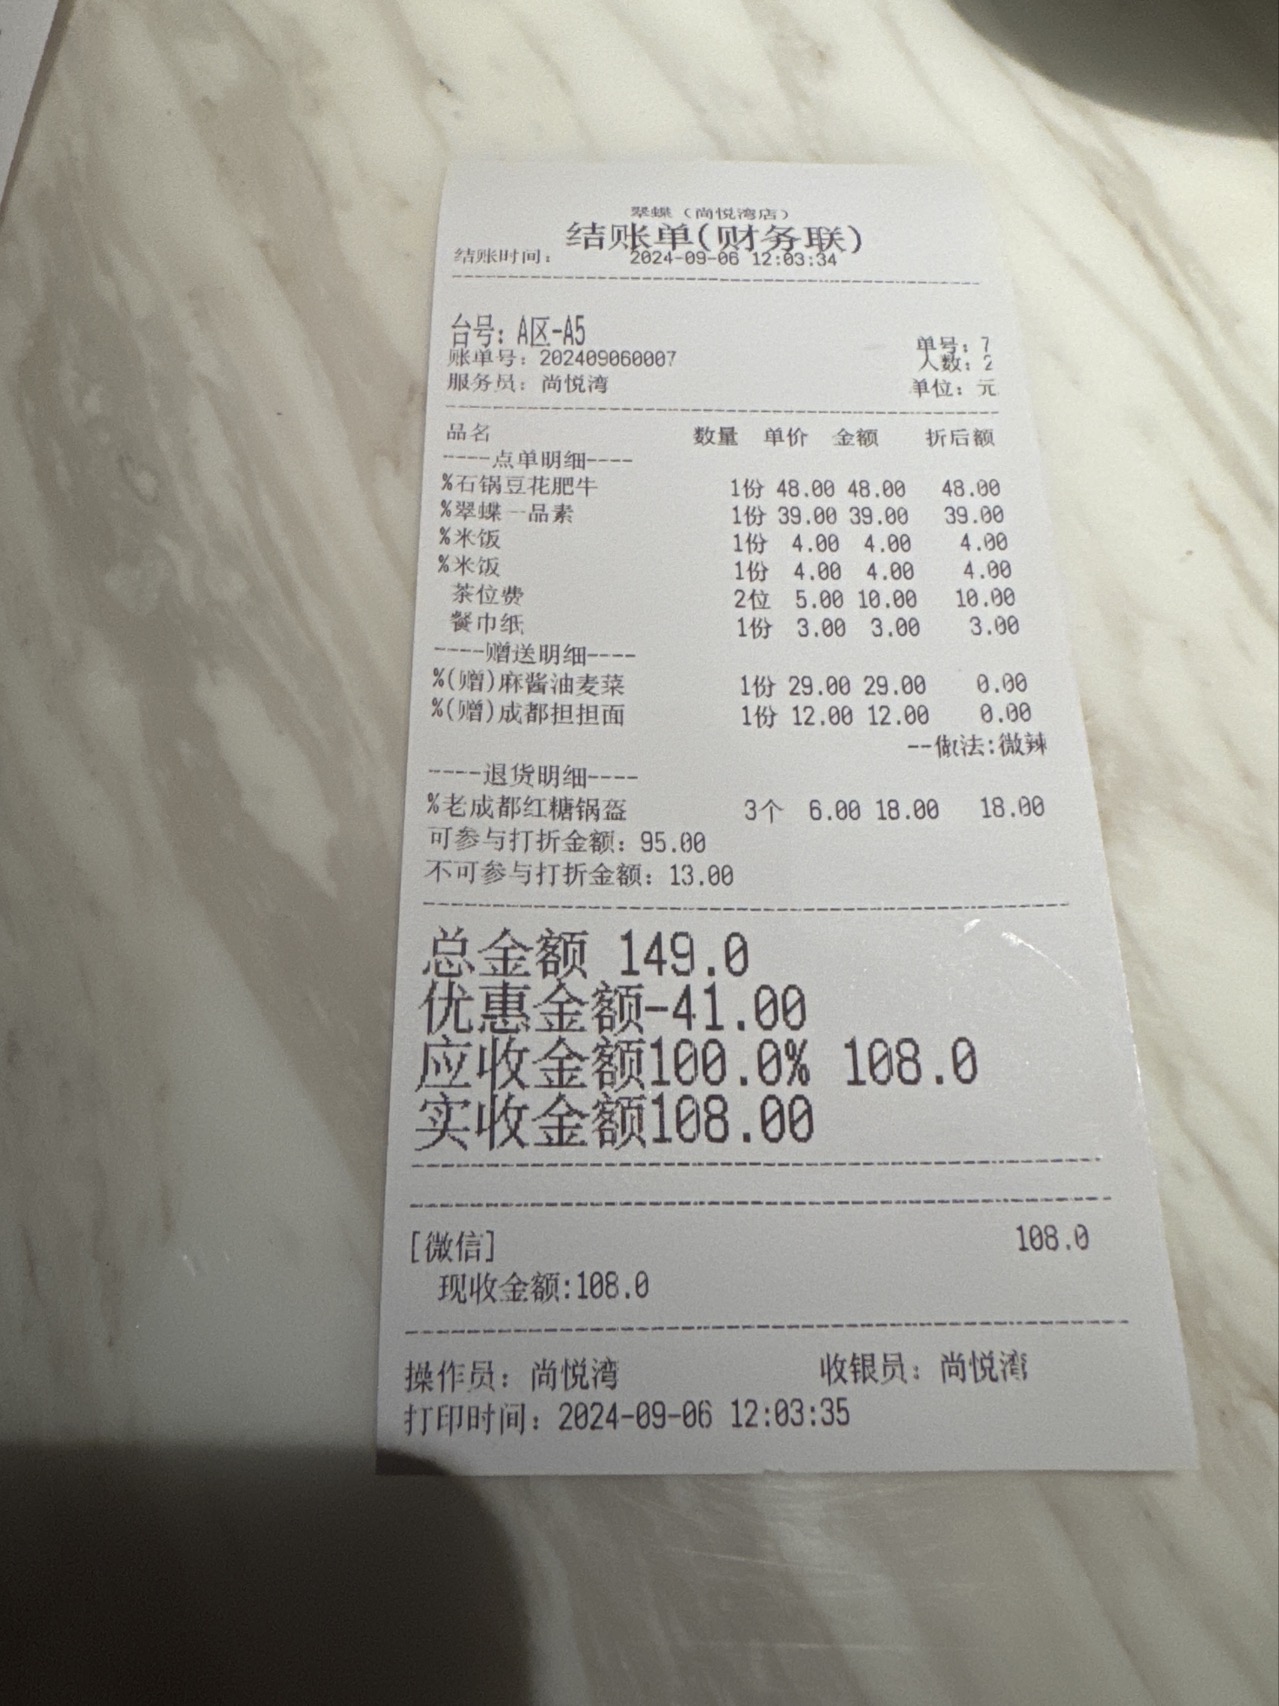 翠蝶（尚悦湾店）
结账单(财务联)
结账时间： 2024-09-06 12:03:34
台号：A区-A5
单号：7
账单号：202409060007 人数：2
服务员：尚悦湾 单位：元
品名 数量 单价 金额 折后额
----点单明细----
%石锅豆花肥牛 1份 48.00 48.00 48.00
%翠蝶一品素 1份 39.00 39.00 39.00
%米饭 1份 4.00 4.00 4.00
%米饭 1份 4.00 4.00 4.00
茶位费 2位 5.00 10.00 10.00
餐巾纸 1份 3.00 3.00 3.00
----赠送明细----
%(赠)麻酱油麦菜 1份 29.00 29.00 0.00
%(赠)成都担担面 1份 12.00 12.00 0.00
--做法:微辣
----退货明细----
%老成都红糖锅盔 3个 6.00 18.00 18.00
可参与打折金额：95.00
不可参与打折金额：13.00
总金额 149.0
优惠金额-41.00
应收金额100.0% 108.0
实收金额108.00
[微信] 108.0
现收金额:108.0
操作员：尚悦湾 收银员：尚悦湾
打印时间：2024-09-06 12:03:35